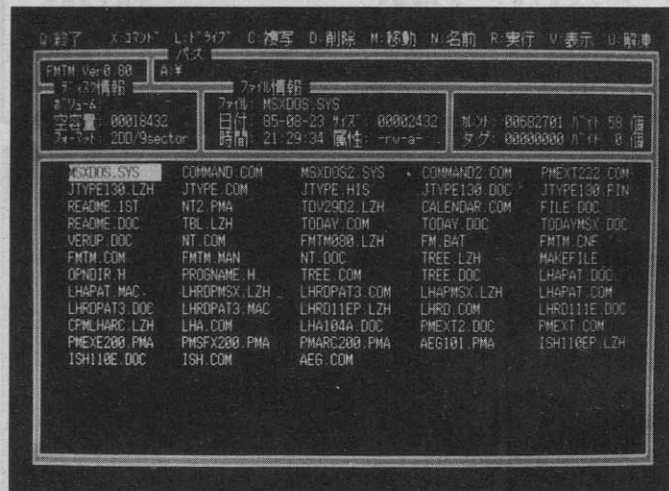 Q:終了 X:ｺﾏﾝﾄﾞ L:ﾄﾞﾗｲﾌﾞ C:複写 D:削除 M:移動 N:名前 R:実行 V:表示 U:解凍
パス
FMTM Ver0.80 A:¥
ディスク情報 ファイル情報
ﾎﾞﾘｭｰﾑ: ﾌｧｲﾙ: MSXDOS.SYS
空容量: 00018432 日付: 85-08-23 ｻｲｽﾞ: 00002432 ｶﾚﾝﾄ: 00682701 ﾊﾞｲﾄ 58 個
ﾌｫｰﾏｯﾄ: 2DD/9sector 時間: 21:29:34 属性: -rw-a- タグ: 00000000 ﾊﾞｲﾄ 0 個
MSXDOS.SYS COMMAND.COM MSXDOS2.SYS COMMAND2.COM PMEXT222.COM
JTYPE130.LZH JTYPE.COM JTYPE.HIS JTYPE130.DOC JTYPE130.FIN
README.1ST NT2.PMA TDV29D2.LZH CALENDAR.COM FILE.DOC
README.DOC TBL.LZH TODAY.COM TODAY.DOC TODAYMSX.DOC
VERUP.DOC NT.COM FMTM080.LZH FM.BAT FMTM.CNF
FMTM.COM FMTM.MAN NT.DOC TREE.LZH MAKEFILE
OPNDIR.H PROGNAME.H TREE.COM TREE.DOC LHAPAT.DOC
LHAPAT.MAC LHRDPMSX.LZH LHRDPAT3.COM LHAPMSX.LZH LHAPAT.COM
LHRDPAT3.DOC LHRDPAT3.MAC LHRD11EP.LZH LHRD.COM LHRD111E.DOC
CPMLHARC.LZH LHA.COM LHA104A.DOC PMEXT2.DOC PMEXT.COM
PMEXE200.PMA PMSFX200.PMA PMARC200.PMA AEG101.PMA ISH110EP.LZH
ISH110E.DOC ISH.COM AEG.COM